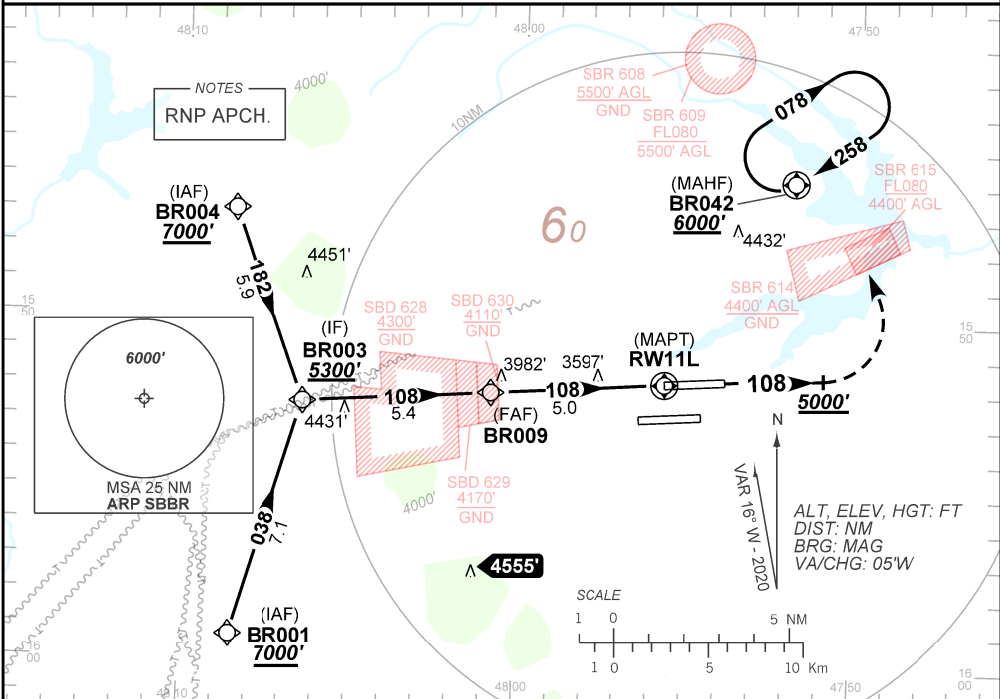 48 10
48 00
47 50
NOTES
RNP APCH.
4000'
10NM
SBR 608
5500' AGL
GND
SBR 609
FL080
5500' AGL
078
258
(MAHF)
BR042
6000'
4432'
SBR 615
FL080
4400' AGL
(IAF)
BR004
7000'
60
182
5.9
4451'
SBR 614
4400' AGL
GND
15
50
15
50
SBD 628
4300'
GND
SBD 630
4110'
GND
(IF)
BR003
5300'
(MAPT)
RW11L
6000'
3982'
3597'
108
5.4
108
5.0
108
5000'
4431'
(FAF)
BR009
MSA 25 NM
ARP SBBR
SBD 629
4170'
GND
4000'
N
VAR 16° W - 2020
ALT, ELEV, HGT: FT
DIST: NM
BRG: MAG
VA/CHG: 05'W
038
7.1
4555'
(IAF)
BR001
7000'
SCALE
1 0 5 NM
1 0 5 10 Km
16
00
16
00
48 10
48 00
47 50